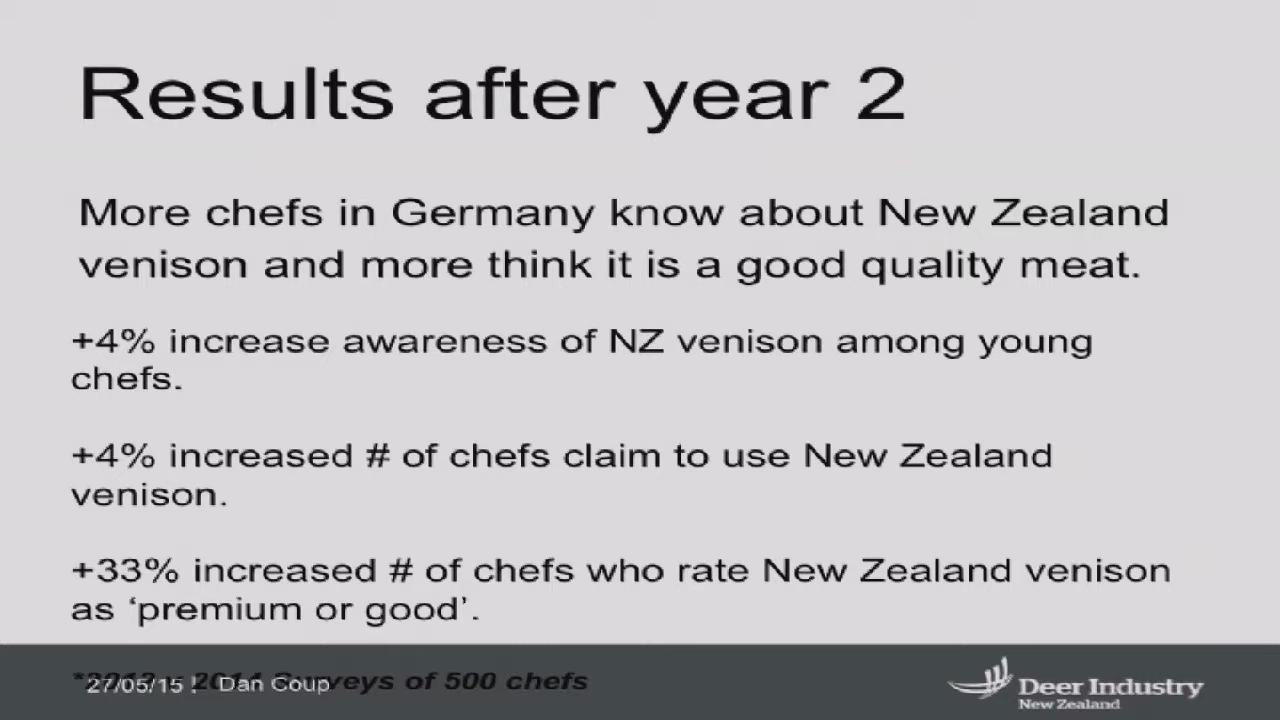 Results after year 2
More chefs in Germany know about New Zealand
venison and more think it is a good quality meat.
+4% increase awareness of NZ venison among young
chefs.
+4% increased # of chefs claim to use New Zealand
venison.
+33% increased # of chefs who rate New Zealand venison
as ‘premium or good’.
2014 Surveys of 500 chefs
27/05/15 Dan Coup
Deer Industry
New Zealand